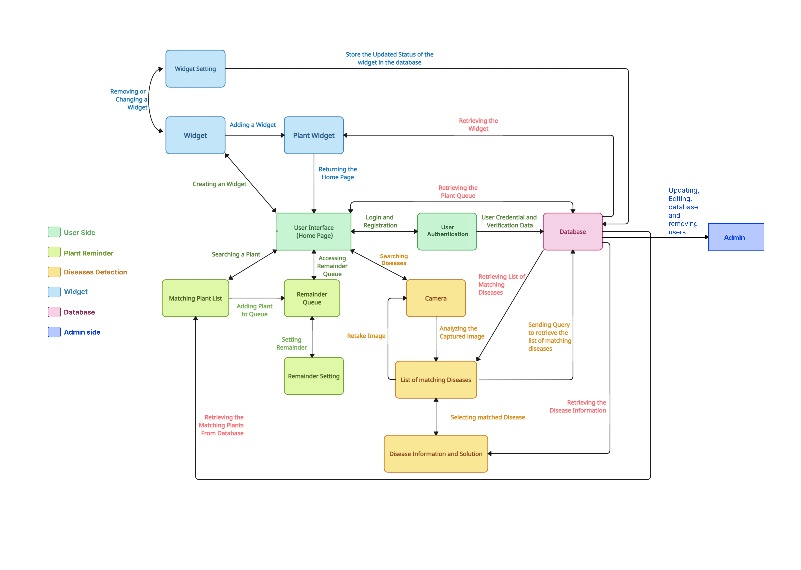 Store the Updated Status of the
widget in the database
Widget Setting
Removing or
Changing a
Widget
Adding a Widget
Retrieving the
Widget
Widget
Plant Widget
Returning the
Home Page
Creating an Widget
Retrieving the
Plant Queue
Updating,
Editing,
database
and
removing
users
Login and
Registration
User Credential and
Verification Data
User Interface
(Home Page)
User
Authentication
Database
Admin
User Side
Plant Reminder
Diseases Detection
Widget
Database
Admin side
Searching a Plant
Accessing
Remainder
Queue
Searching
Diseases
Retrieving List of
Matching
Diseases
Matching Plant List
Adding Plant
to Queue
Remainder
Queue
Camera
Setting
Remainder
Retake Image
Analyzing the
Captured image
Sending Query
to retrieve the
list of matching
diseases
Remainder Setting
List of matching Diseases
Retrieving the
Matching Plants
From Database
Selecting matched Disease
Retrieving the
Disease Information
Disease Information and Solution